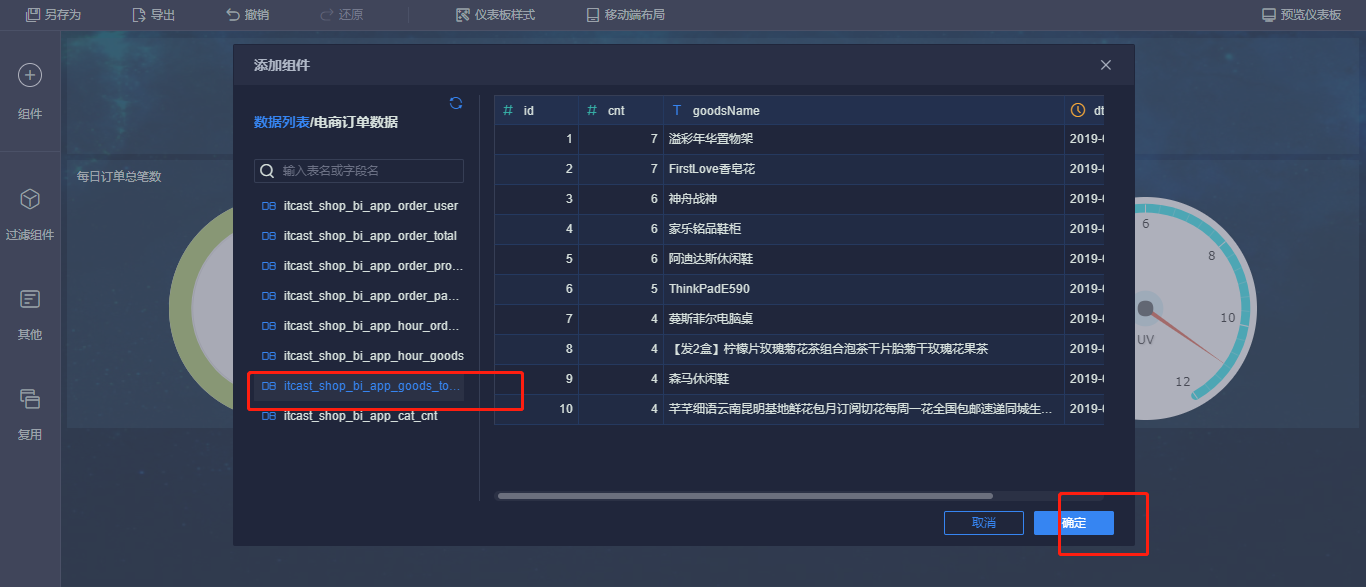 另存为 导出 撤销 还原 仪表板样式 移动端布局 预览仪表板
组件
过滤组件
其他
复用
每日订单总笔数
添加组件
数据列表/电商订单数据
输入表名或字段名
DB itcast_shop_bi_app_order_user
DB itcast_shop_bi_app_order_total
DB itcast_shop_bi_app_order_pro...
DB itcast_shop_bi_app_order_pa...
DB itcast_shop_bi_app_hour_ord...
DB itcast_shop_bi_app_hour_goods
DB itcast_shop_bi_app_goods_to...
DB itcast_shop_bi_app_cat_cnt
# id # cnt T goodsName dt
1 7 溢彩年华置物架 2019-0
2 7 FirstLove香皂花 2019-0
3 6 神舟战神 2019-0
4 6 家乐铭品鞋柜 2019-0
5 6 阿迪达斯休闲鞋 2019-0
6 5 ThinkPadE590 2019-0
7 4 蔓斯菲尔电脑桌 2019-0
8 4 【发2盒】柠檬片玫瑰菊花茶组合泡茶干片胎菊干玫瑰花果茶 2019-0
9 4 森马休闲鞋 2019-0
10 4 芊芊细语云南昆明基地鲜花包月订阅切花每周一花全国包邮速递同城生... 2019-0
取消 确定
6
8
10
12
UV